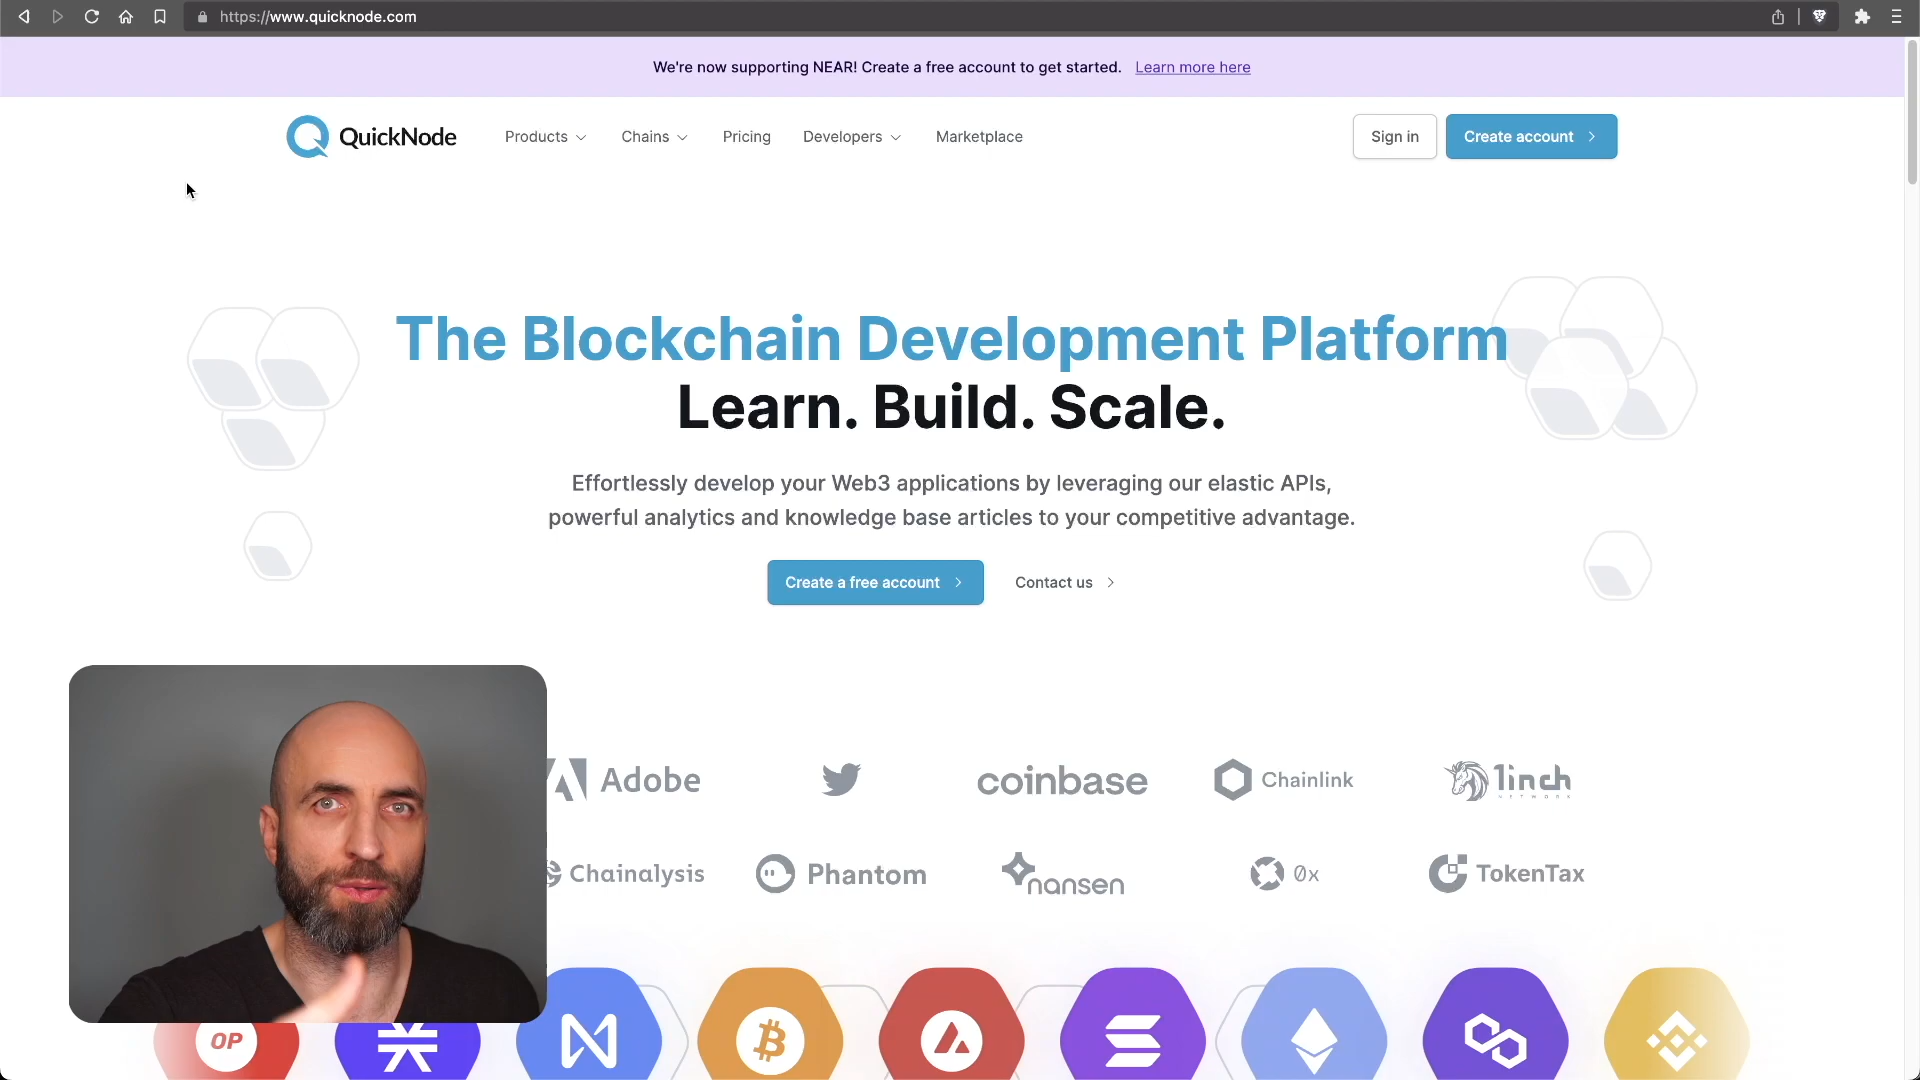 https://www.quicknode.com
We're now supporting NEAR! Create a free account to get started. Learn more here
QuickNode Products Chains Pricing Developers Marketplace Sign in Create account
The Blockchain Development Platform
Learn. Build. Scale.
Effortlessly develop your Web3 applications by leveraging our elastic APIs,
powerful analytics and knowledge base articles to your competitive advantage.
Create a free account Contact us
Adobe coinbase Chainlink 1inch
NETWORK
Chainalysis Phantom nansen 0x TokenTax
OP